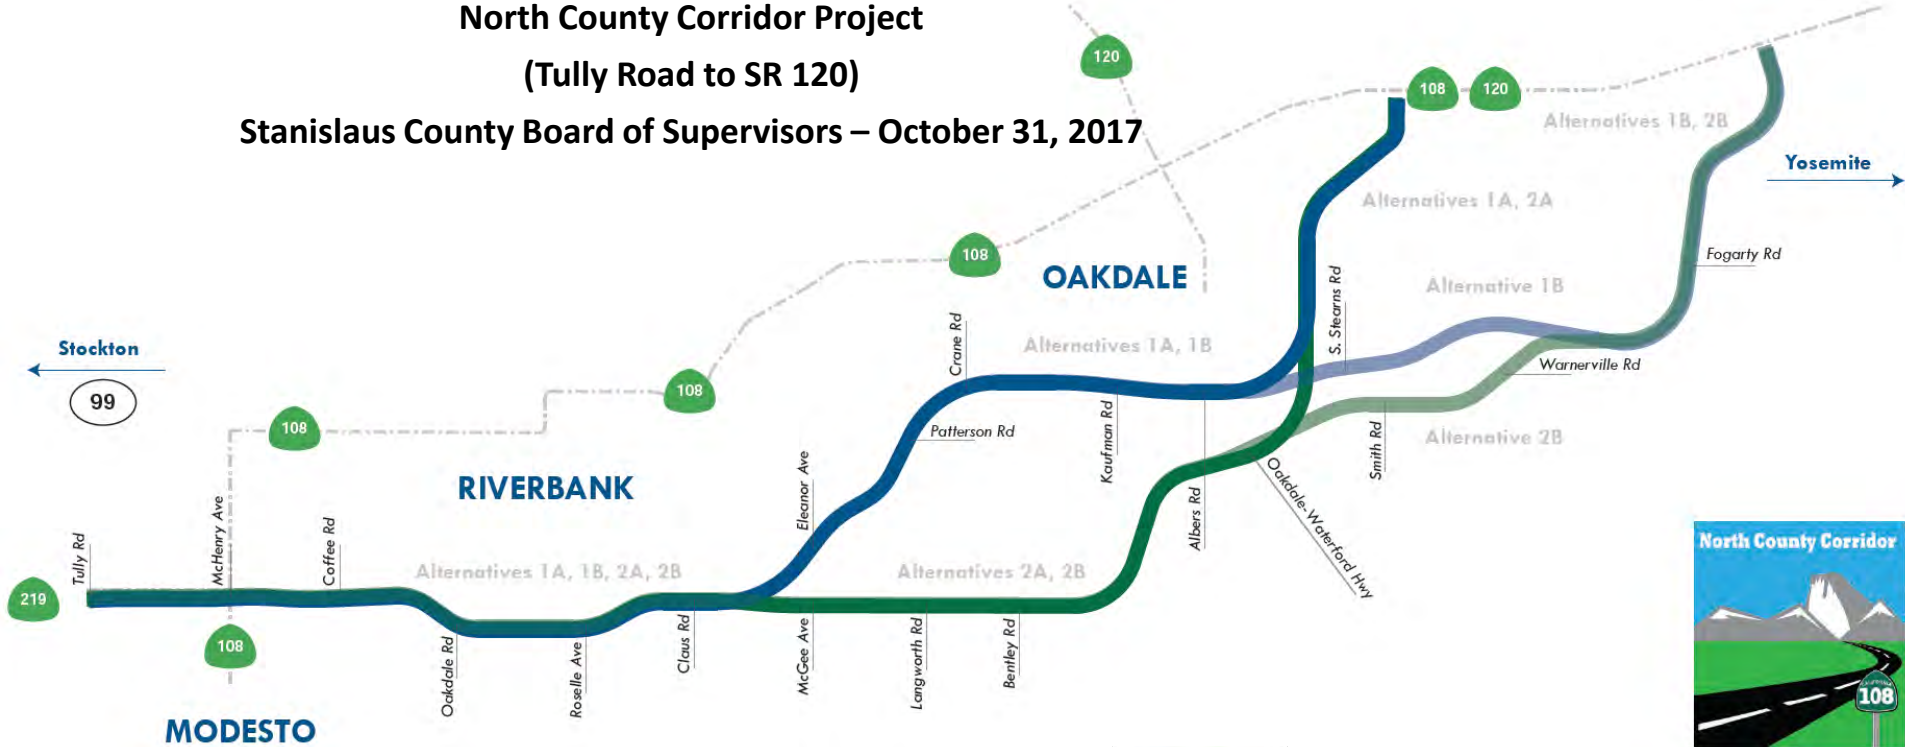 North County Corridor Project
(Tully Road to SR 120)
Stanislaus County Board of Supervisors – October 31, 2017
120
108
120
Alternatives 1B, 2B
Yosemite
Alternatives 1A, 2A
108
OAKDALE
Fogarty Rd
S. Stearns Rd
Alternative 1B
Stockton
99
Crane Rd
Alternatives 1A, 1B
Warnerville Rd
108
108
Patterson Rd
Kaufman Rd
Smith Rd
Alternative 2B
RIVERBANK
Eleanor Ave
Albers Rd
Oakdale-Waterford Hwy
North County Corridor
Tully Rd
McHenry Ave
Coffee Rd
Alternatives 1A, 1B, 2A, 2B
Alternatives 2A, 2B
219
108
Oakdale Rd
Roselle Ave
Claus Rd
McGee Ave
Langworth Rd
Bentley Rd
CALIFORNIA
108
MODESTO